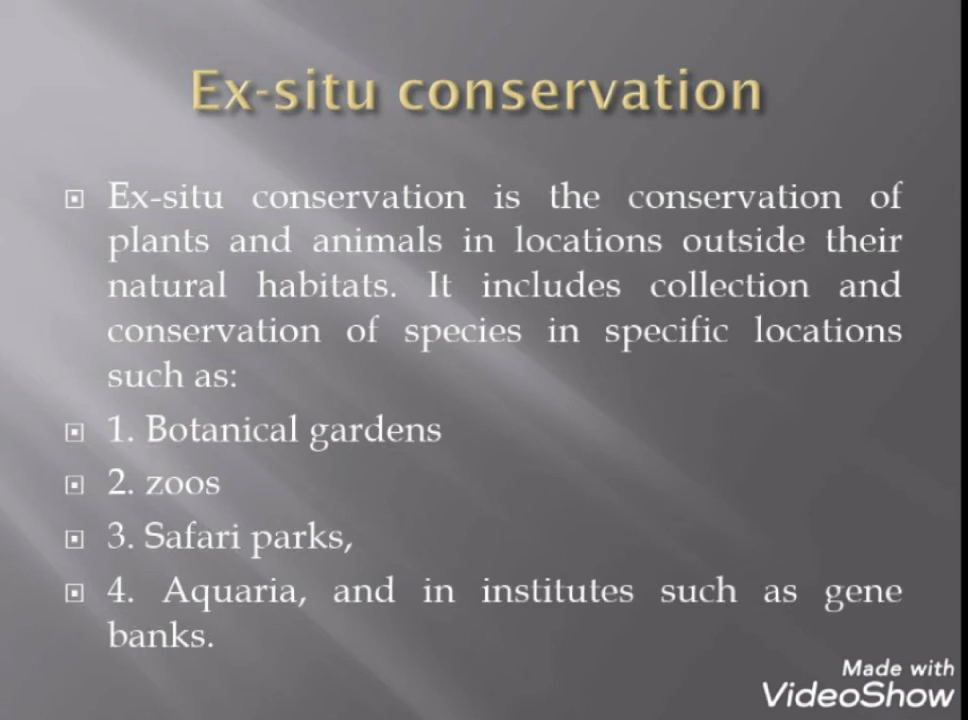 Ex-situ conservation
Ex-situ conservation is the conservation of
plants and animals in locations outside their
natural habitats. It includes collection and
conservation of species in specific locations
such as:
1. Botanical gardens
2. zoos
3. Safari parks,
4. Aquaria, and in institutes such as gene
banks.
Made with
VideoShow